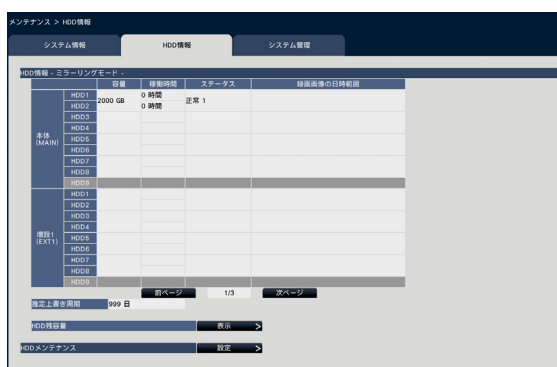 メンテナンス > HDD情報
システム情報 HDD情報 システム管理
HDD情報 - ミラーリングモード -
容量 稼働時間 ステータス 録画画像の日時範囲
本体
(MAIN)
HDD1 2000 GB 0 時間 正常 1
HDD2 0 時間
HDD3
HDD4
HDD5
HDD6
HDD7
HDD8
HDD9
増設1
(EXT1)
HDD1
HDD2
HDD3
HDD4
HDD5
HDD6
HDD7
HDD8
HDD9
前ページ 1/3 次ページ
推定上書き周期 999 日
HDD残容量 表示 >
HDDメンテナンス 設定 >